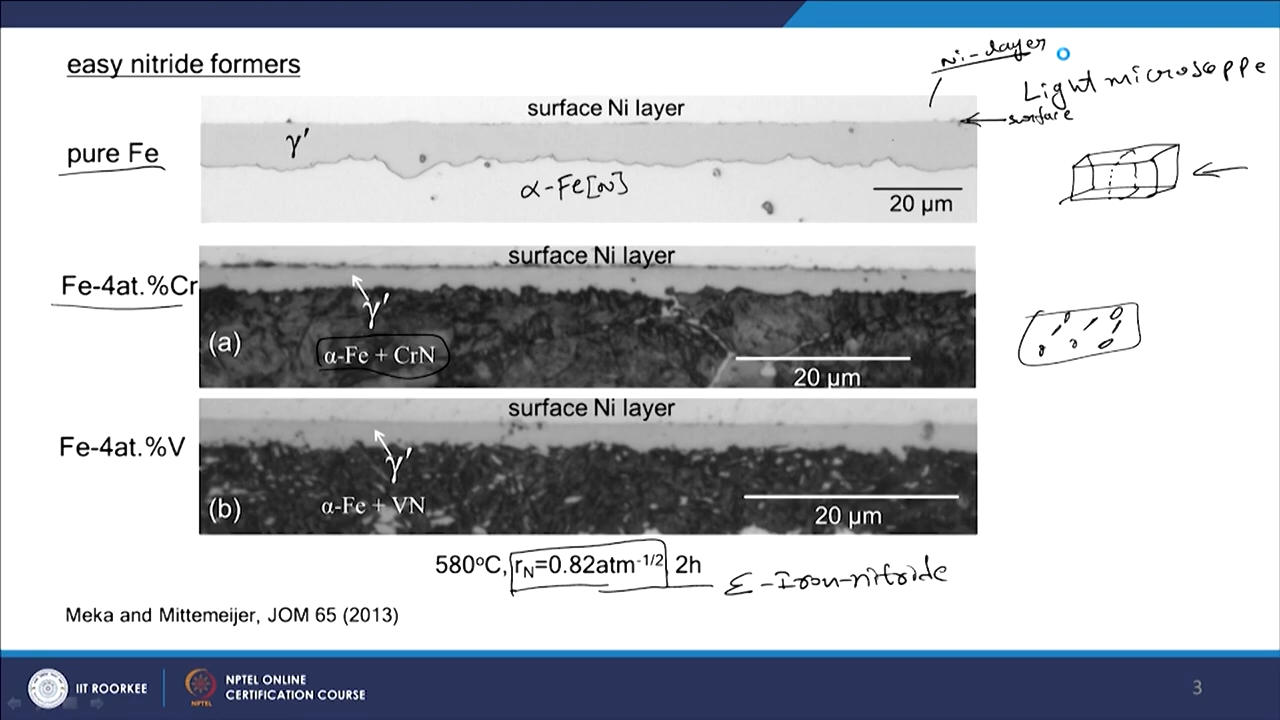 easy nitride formers
Ni-layer
Light microscoppe
surface Ni layer
surface
γ'
pure Fe
α-Fe[N]
20 μm
surface Ni layer
Fe-4at.%Cr
γ'
(a)
α-Fe + CrN
20 μm
surface Ni layer
Fe-4at.%V
γ'
(b)
α-Fe + VN
20 μm
580°C, rN=0.82atm-1/2, 2h
ε-Iron-nitride
Meka and Mittemeijer, JOM 65 (2013)
IIT ROORKEE
NPTEL
NPTEL ONLINE
CERTIFICATION COURSE
3